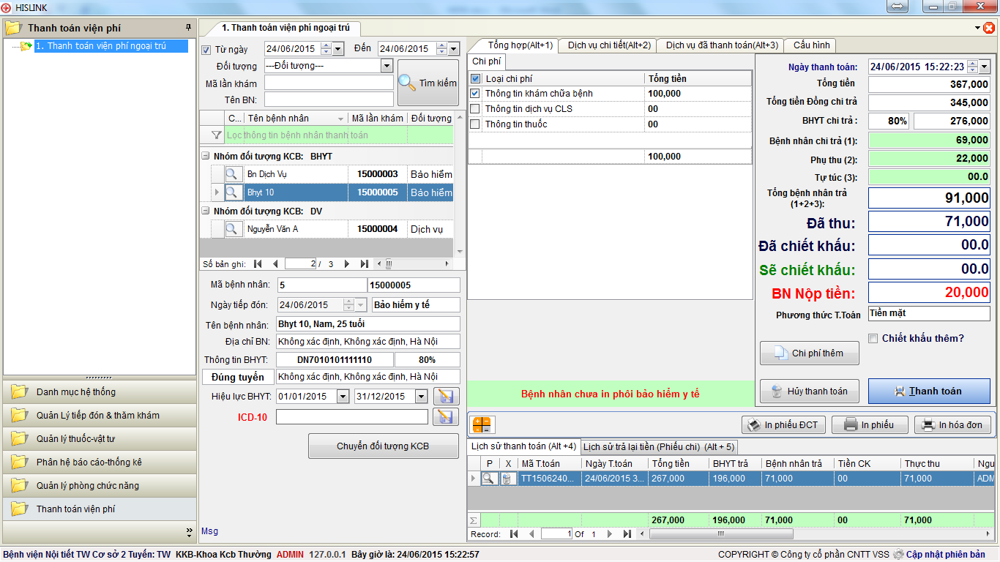 HISLINK
Thanh toán viện phí
1. Thanh toán viện phí ngoại trú
Danh mục hệ thống
Quản Lý tiếp đón & thăm khám
Quản lý thuốc-vật tư
Phân hệ báo cáo-thống kê
Quản lý phòng chức năng
Thanh toán viện phí
1. Thanh toán viện phí ngoại trú
Từ ngày 24/06/2015 Đến 24/06/2015
Đối tượng ---Đối tượng---
Mã lần khám
Tên BN:
Tìm kiếm
C... Tên bệnh nhân Mã lần khám Đối tượng
Lọc thông tin bệnh nhân thanh toán
Nhóm đối tượng KCB: BHYT
Bn Dịch Vụ 15000003 Bảo hiểm
Bhyt 10 15000005 Bảo hiểm
Nhóm đối tượng KCB: DV
Nguyễn Văn A 15000004 Dịch vụ
Số bản ghi: 2 / 3
Mã bệnh nhân: 5 15000005
Ngày tiếp đón: 24/06/2015 Bảo hiểm y tế
Tên bệnh nhân: Bhyt 10, Nam, 25 tuổi
Địa chỉ BN: Không xác định, Không xác định, Hà Nội
Thông tin BHYT: DN7010101111110 80%
Đúng tuyến Không xác định, Không xác định, Hà Nội
Hiệu lực BHYT: 01/01/2015 31/12/2015
ICD-10
Chuyển đối tượng KCB
Msg
Tổng hợp(Alt+1) Dịch vụ chi tiết(Alt+2) Dịch vụ đã thanh toán(Alt+3) Cấu hình
Chi phí
Loại chi phí Tổng tiền
Thông tin khám chữa bệnh 100,000
Thông tin dịch vụ CLS 00
Thông tin thuốc 00
100,000
Bệnh nhân chưa in phôi bảo hiểm y tế
Ngày thanh toán: 24/06/2015 15:22:23
Tổng tiền 367,000
Tổng tiền Đồng chi trả 345,000
BHYT chi trả : 80% 276,000
Bệnh nhân chi trả (1): 69,000
Phụ thu (2): 22,000
Tự túc (3): 00.0
Tổng bệnh nhân trả
(1+2+3): 91,000
Đã thu: 71,000
Đã chiết khấu: 00.0
Sẽ chiết khấu: 00.0
BN Nộp tiền: 20,000
Phương thức T.Toán Tiền mặt
Chiết khấu thêm?
Chi phí thêm
Hủy thanh toán Thanh toán
In phiếu ĐCT In phiếu In hóa đơn
Lịch sử thanh toán (Alt +4) Lịch sử trả lại tiền (Phiếu chi) (Alt + 5)
P X Mã T.toán Ngày T.toán Tổng tiền BHYT trả Bệnh nhân trả Tiền CK Thực thu Ngu
TT1506240... 24/06/2015 3... 267,000 196,000 71,000 00 71,000 ADM
Σ 267,000 196,000 71,000 00 71,000
Record: 1 Of 1
Bệnh viện Nội tiết TW Cơ sở 2 Tuyến: TW KKB-Khoa Kcb Thường ADMIN 127.0.0.1 Bây giờ là: 24/06/2015 15:22:57 COPYRIGHT © Công ty cổ phần CNTT VSS Cập nhật phiên bản